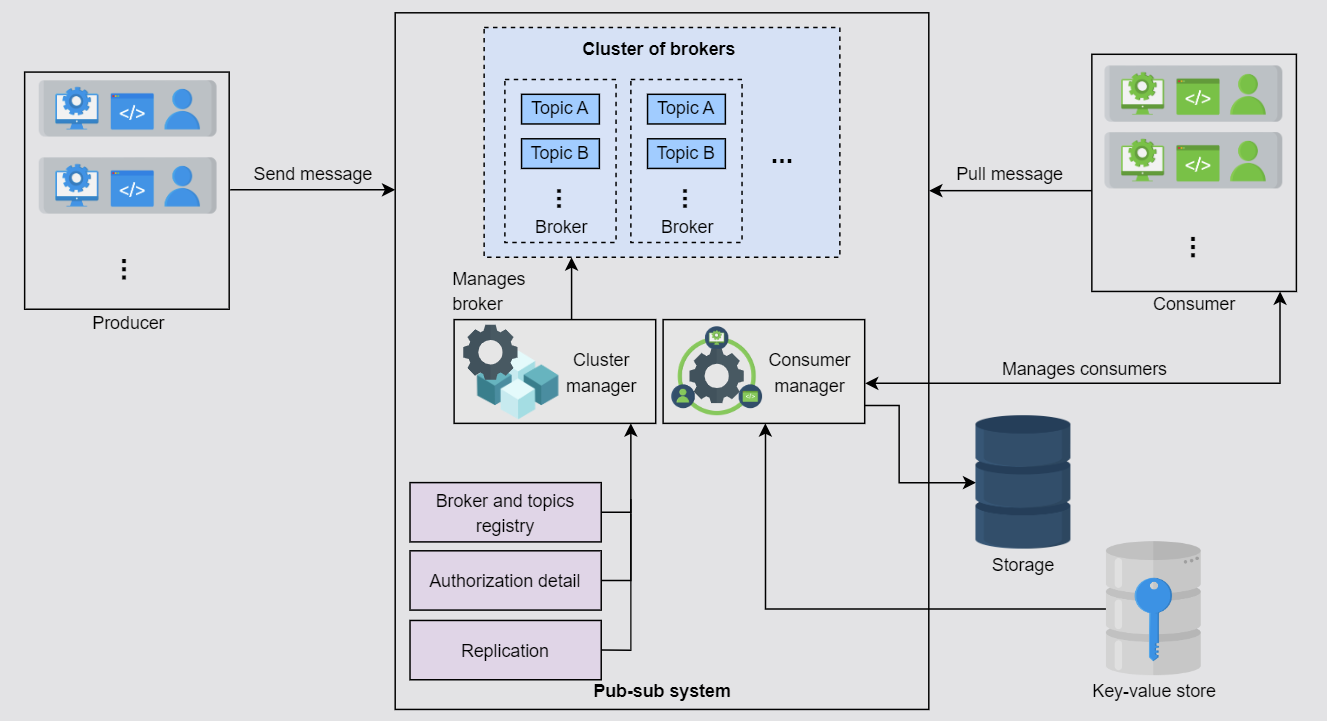 Cluster of brokers
Topic A
Topic B
Broker
Topic A
Topic B
Broker
...
Send message
Producer
Pull message
Consumer
Manages
broker
Cluster
manager
Consumer
manager
Manages consumers
Broker and topics
registry
Authorization detail
Replication
Storage
Key-value store
Pub-sub system